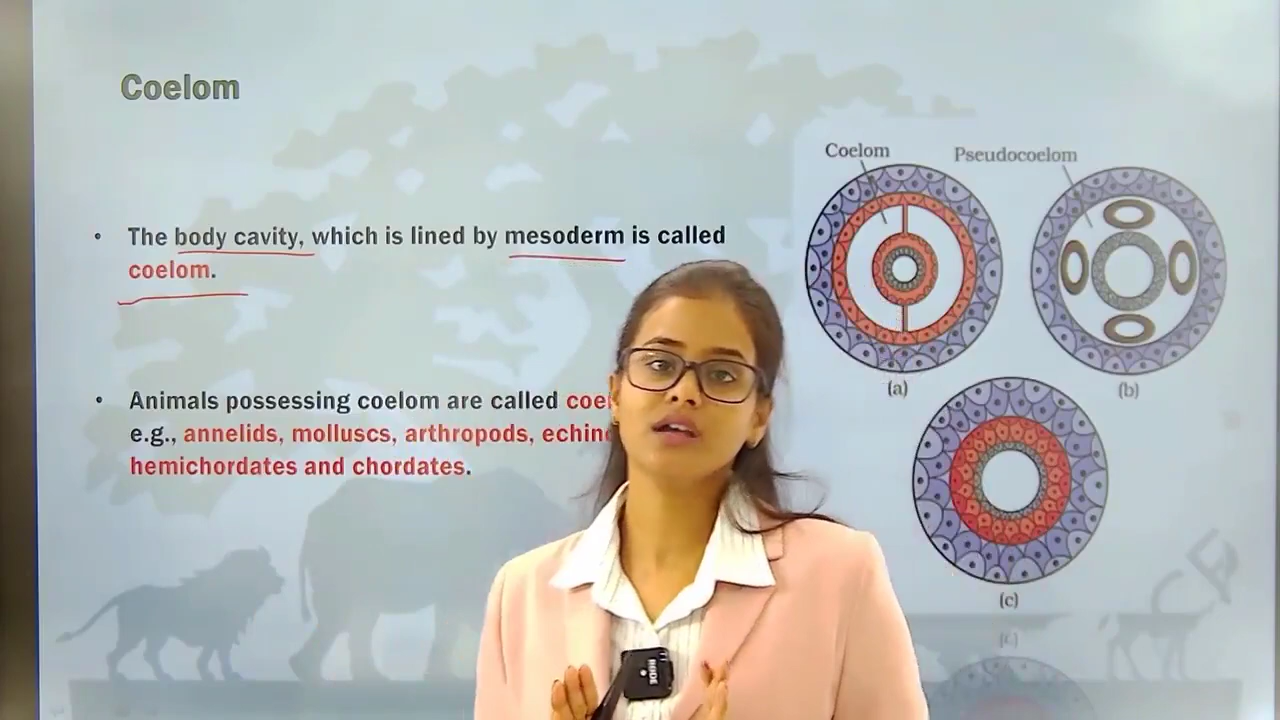 Coelom
Coelom
Pseudocoelom
• The body cavity, which is lined by mesoderm is called
coelom.
(a)
(b)
• Animals possessing coelom are called
e.g., annelids, molluscs, arthropods,
hemichordates and chordates.
(c)
RODE